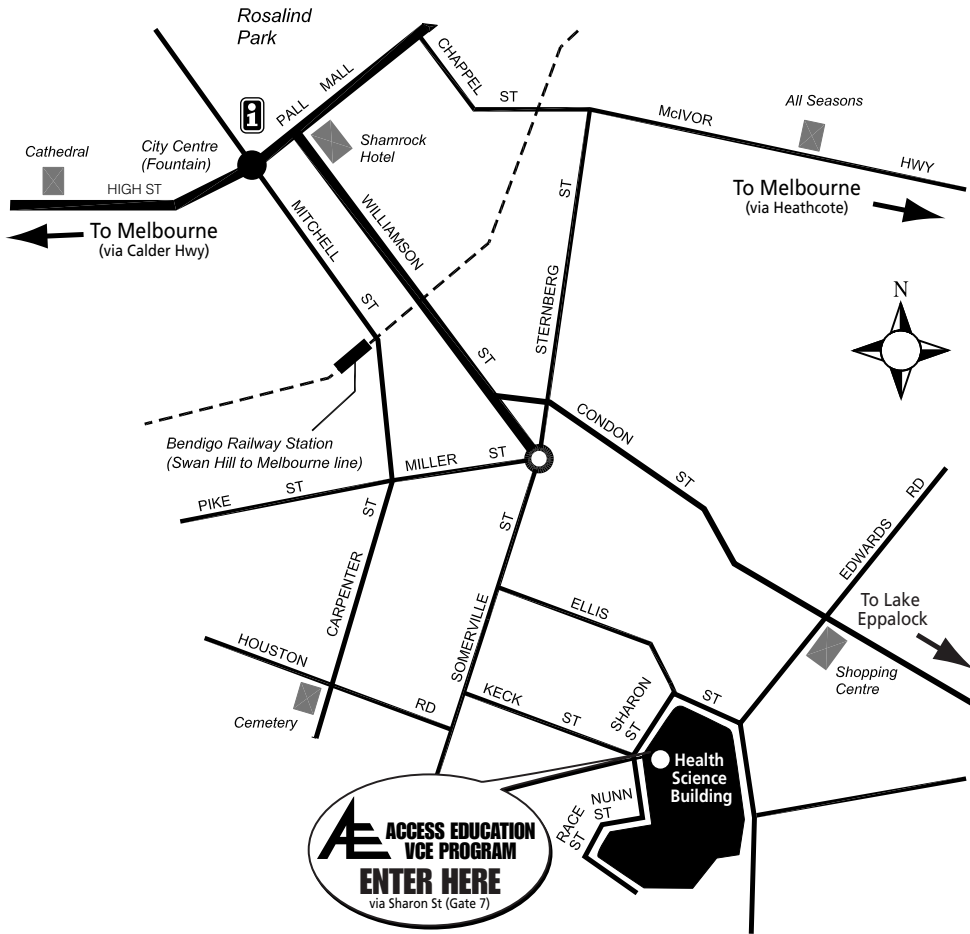 Rosalind
Park
PALL MALL
CHAPPEL ST
McIVOR HWY
All Seasons
i
City Centre
(Fountain)
Shamrock
Hotel
Cathedral
HIGH ST
To Melbourne
(via Calder Hwy)
To Melbourne
(via Heathcote)
MITCHELL ST
WILLIAMSON ST
STERNBERG ST
N
CONDON ST
Bendigo Railway Station
(Swan Hill to Melbourne line)
MILLER ST
PIKE ST
CARPENTER ST
SOMERVILLE ST
EDWARDS RD
To Lake
Eppalock
Shopping
Centre
ELLIS ST
HOUSTON RD
KECK ST
SHARON ST
Cemetery
Health
Science
Building
NUNN ST
RACE ST
AE ACCESS EDUCATION
VCE PROGRAM
ENTER HERE
via Sharon St (Gate 7)